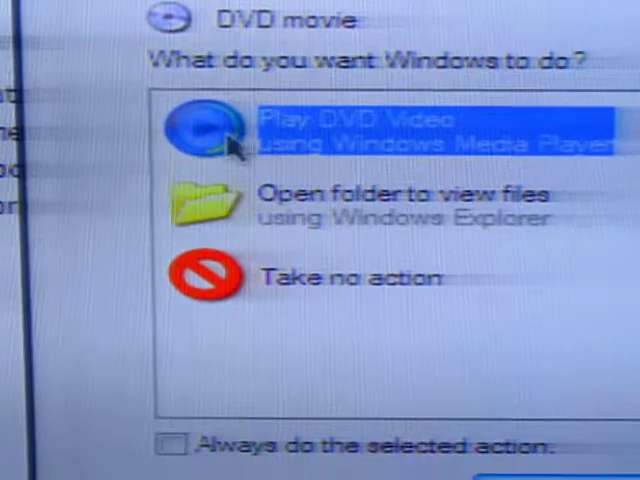 DVD movie
What do you want Windows to do?
Play DVD Video
using Windows Media Player
Open folder to view files
using Windows Explorer
Take no action
Always do the selected action.